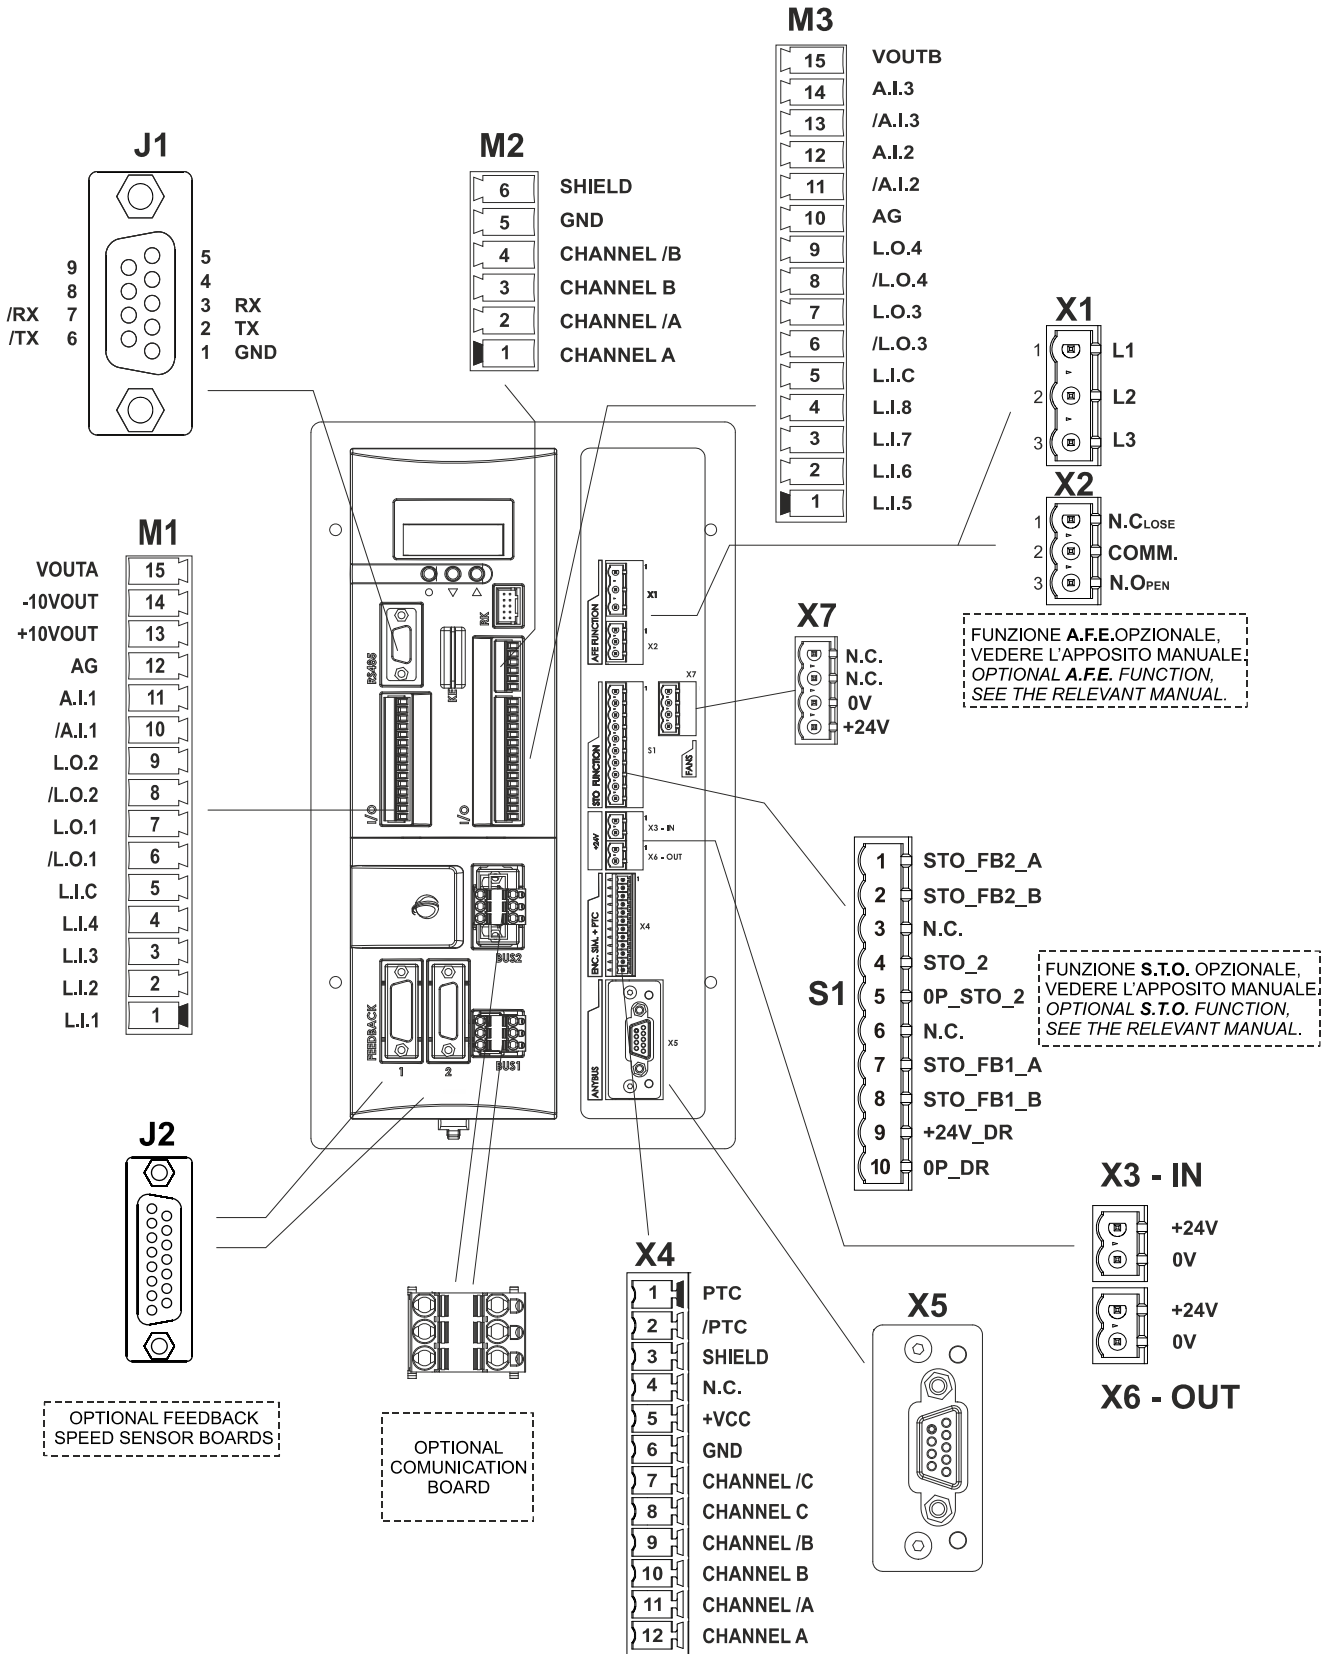 M3
15 VOUTB
14 A.I.3
13 /A.I.3
12 A.I.2
11 /A.I.2
10 AG
9 L.O.4
8 /L.O.4
7 L.O.3
6 /L.O.3
5 L.I.C
4 L.I.8
3 L.I.7
2 L.I.6
1 L.I.5
J1
5
9
4
8
3 RX
/RX 7
2 TX
/TX 6
1 GND
M2
6 SHIELD
5 GND
4 CHANNEL /B
3 CHANNEL B
2 CHANNEL /A
1 CHANNEL A
X1
1 L1
2 L2
3 L3
X2
1 N.CLOSE
2 COMM.
3 N.OPEN
FUNZIONE A.F.E.OPZIONALE,
VEDERE L'APPOSITO MANUALE.
OPTIONAL A.F.E. FUNCTION,
SEE THE RELEVANT MANUAL.
M1
VOUTA 15
-10VOUT 14
+10VOUT 13
AG 12
A.I.1 11
/A.I.1 10
L.O.2 9
/L.O.2 8
L.O.1 7
/L.O.1 6
L.I.C 5
L.I.4 4
L.I.3 3
L.I.2 2
L.I.1 1
RS485
KE
RK
I/O
I/O
BUS2
BUS1
FEEDBACK
1 2
AFE FUNCTION
1
X1
1
X2
X7
STO FUNCTION
1
S1
FANS
+24V
1
X3 - IN
1
X6 - OUT
ENC. SIM. + PTC
1
X4
ANYBUS
X5
X7
N.C.
N.C.
0V
+24V
S1
1 STO_FB2_A
2 STO_FB2_B
3 N.C.
4 STO_2
5 0P_STO_2
6 N.C.
7 STO_FB1_A
8 STO_FB1_B
9 +24V_DR
10 0P_DR
FUNZIONE S.T.O. OPZIONALE,
VEDERE L'APPOSITO MANUALE.
OPTIONAL S.T.O. FUNCTION,
SEE THE RELEVANT MANUAL.
J2
OPTIONAL FEEDBACK
SPEED SENSOR BOARDS
OPTIONAL
COMUNICATION
BOARD
X4
1 PTC
2 /PTC
3 SHIELD
4 N.C.
5 +VCC
6 GND
7 CHANNEL /C
8 CHANNEL C
9 CHANNEL /B
10 CHANNEL B
11 CHANNEL /A
12 CHANNEL A
X5
X3 - IN
+24V
0V
+24V
0V
X6 - OUT